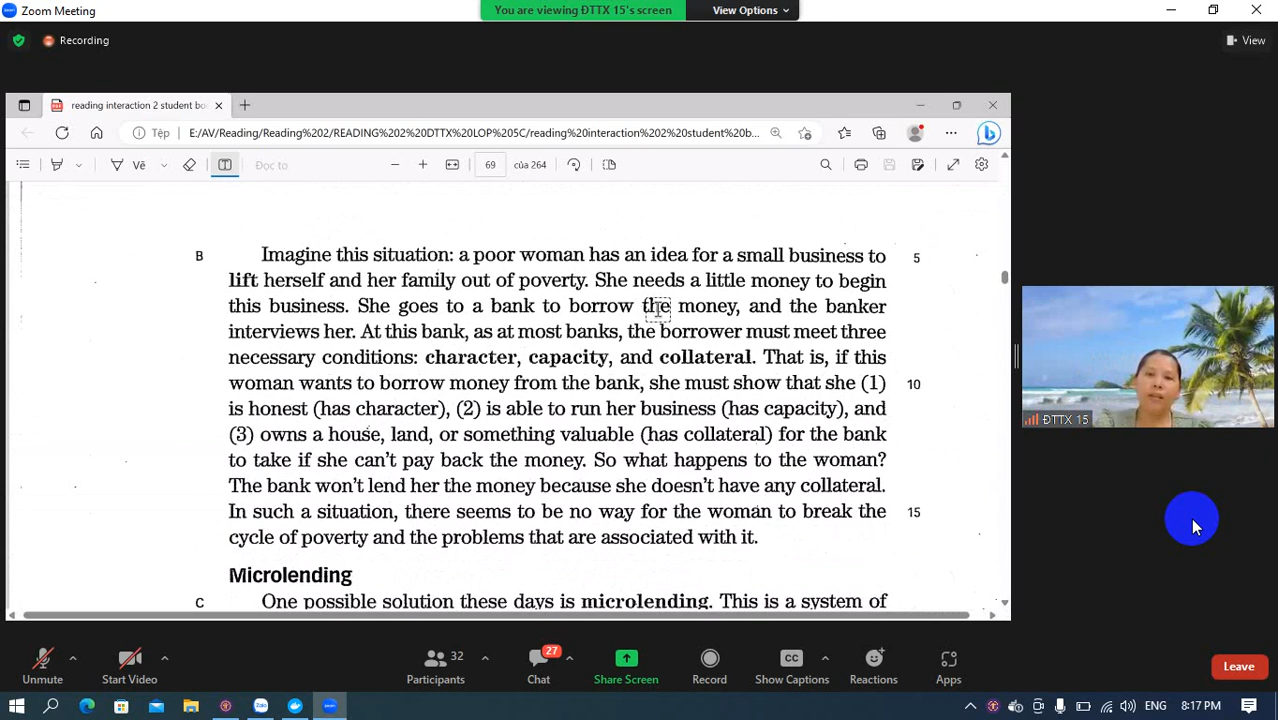 Zoom Meeting
You are viewing ĐTTX 15's screen
View Options
Recording
View
reading interaction 2 student bo
Tệp
E:/AV/Reading/Reading%202/READING%202%20DTTX%20LOP%205C/reading%20interaction%202%20student%20b...
Vẽ
Đọc to
69
của 264
B
Imagine this situation: a poor woman has an idea for a small business to
5
lift herself and her family out of poverty. She needs a little money to begin
this business. She goes to a bank to borrow the money, and the banker
interviews her. At this bank, as at most banks, the borrower must meet three
necessary conditions: character, capacity, and collateral. That is, if this
woman wants to borrow money from the bank, she must show that she (1)
10
is honest (has character), (2) is able to run her business (has capacity), and
(3) owns a house, land, or something valuable (has collateral) for the bank
to take if she can't pay back the money. So what happens to the woman?
The bank won't lend her the money because she doesn't have any collateral.
In such a situation, there seems to be no way for the woman to break the
15
cycle of poverty and the problems that are associated with it.
Microlending
C
One possible solution these days is microlending. This is a system of
ĐTTX 15
Unmute
Start Video
32
Participants
27
Chat
Share Screen
Record
CC
Show Captions
Reactions
Apps
Leave
ENG
8:17 PM